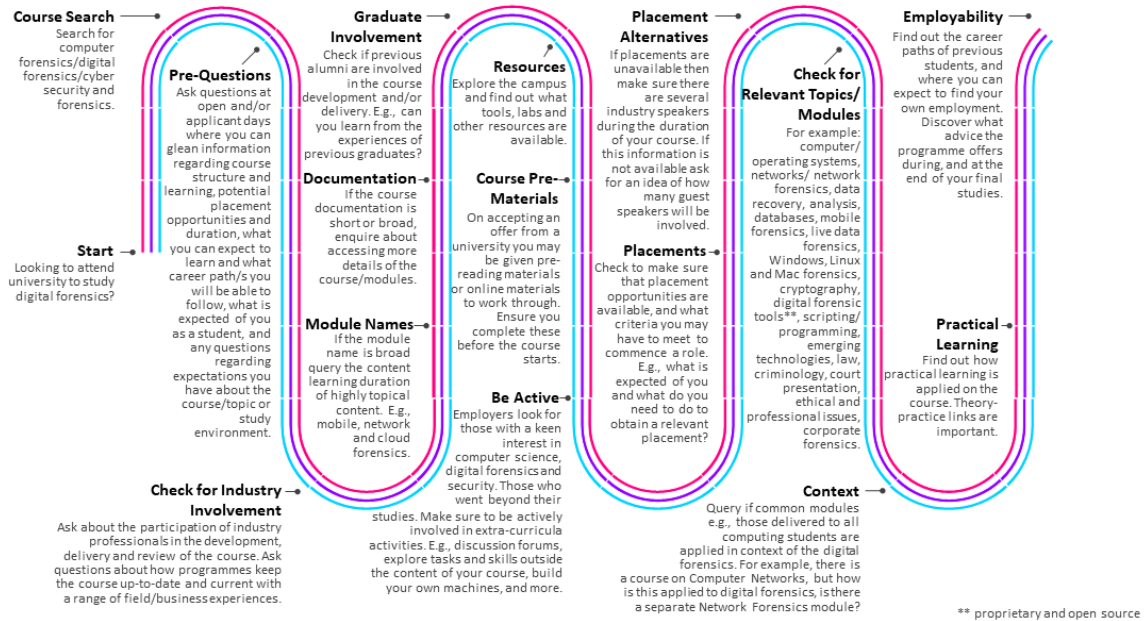 Start
Looking to attend
university to study
digital forensics?
Course Search
Search for
computer
forensics/digital
forensics/cyber
security and
forensics.
Pre-Questions
Ask questions at
open and/or
applicant days
where you can
glean information
regarding course
structure and
learning, potential
placement
opportunities and
duration, what
you can expect to
learn and what
career path/s you
will be able to
follow, what is
expected of you
as a student, and
any questions
regarding
expectations you
have about the
course/topic or
study
environment.
Check for Industry
Involvement
Ask about the participation of industry
professionals in the development,
delivery and review of the course. Ask
questions about how programmes keep
the course up-to-date and current with
a range of field/business experiences.
Module Names
If the module
name is broad
query the content
learning duration
of highly topical
content. E.g.,
mobile, network
and cloud
forensics.
Documentation
If the course
documentation is
short or broad,
enquire about
accessing more
details of the
course/modules.
Graduate
Involvement
Check if previous
alumni are involved
in the course
development and/or
delivery. E.g., can
you learn from the
experiences of
previous graduates?
Resources
Explore the campus
and find out what
tools, labs and
other resources are
available.
Course Pre-
Materials
On accepting an
offer from a
university you may
be given pre-
reading materials
or online materials
to work through.
Ensure you
complete these
before the course
starts.
Be Active
Employers look for
those with a keen
interest in
computer science,
digital forensics and
security. Those who
went beyond their
studies. Make sure to be actively
involved in extra-curricula
activities. E.g., discussion forums,
explore tasks and skills outside
the content of your course, build
your own machines, and more.
Placements
Check to make sure
that placement
opportunities are
available, and what
criteria you may
have to meet to
commence a role.
E.g., what is
expected of you
and what do you
need to do to
obtain a relevant
placement?
Placement
Alternatives
If placements are
unavailable then
make sure there
are several
industry speakers
during the duration
of your course. If
this information is
not available ask
for an idea of how
many guest
speakers will be
involved.
Check for
Relevant Topics/
Modules
For example:
computer/
operating systems,
networks/ network
forensics, data
recovery, analysis,
databases, mobile
forensics, live data
forensics,
Windows, Linux
and Mac forensics,
cryptography,
digital forensic
tools**, scripting/
programming,
emerging
technologies, law,
criminology, court
presentation,
ethical and
professional issues,
corporate
forensics.
Context
Query if common modules
e.g., those delivered to all
computing students are
applied in context of the digital
forensics. For example, there is
a course on Computer Networks, but how
is this applied to digital forensics, is there
a separate Network Forensics module?
Practical
Learning
Find out how
practical learning is
applied on the
course. Theory-
practice links are
important.
Employability
Find out the career
paths of previous
students, and
where you can
expect to find your
own employment.
Discover what
advice the
programme offers
during, and at the
end of your final
studies.
** proprietary and open source